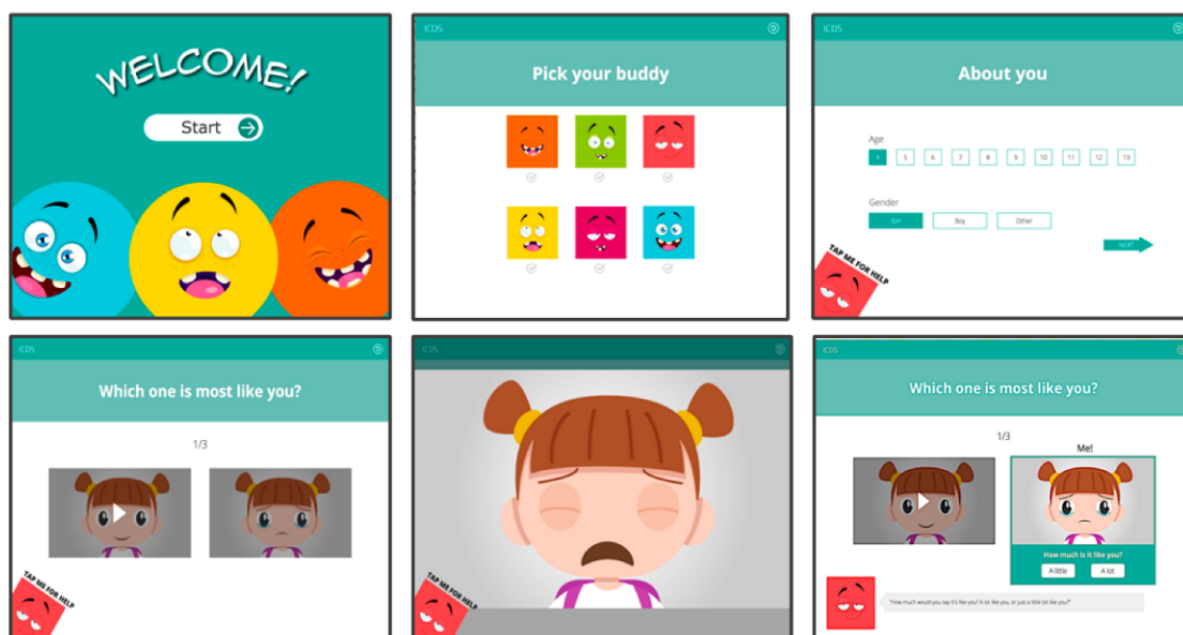 WELCOME!
Start
ICDS
Pick your buddy
ICDS
About you
Age
4 5 6 7 8 9 10 11 12 13
Gender
Girl Boy Other
NEXT
TAP ME FOR HELP
ICDS
Which one is most like you?
1/3
TAP ME FOR HELP
ICDS
TAP ME FOR HELP
ICDS
Which one is most like you?
1/3
Me!
How much is it like you?
A little A lot
"How much would you say it's like you? A lot like you, or just a little bit like you?"